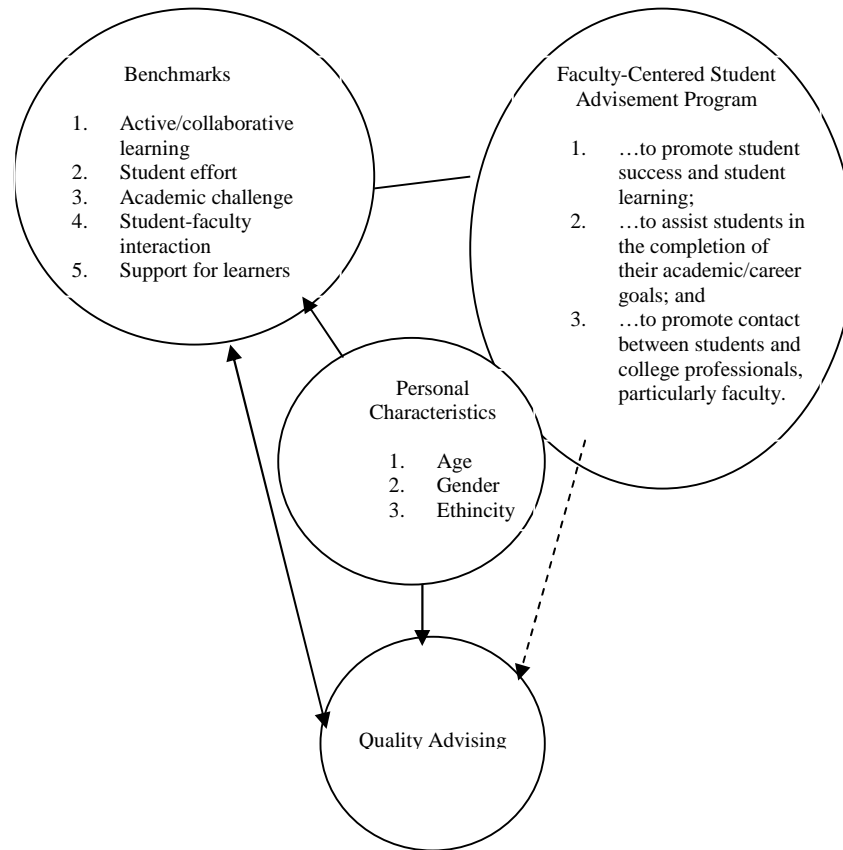 Benchmarks
1. Active/collaborative
learning
2. Student effort
3. Academic challenge
4. Student-faculty
interaction
5. Support for learners
Faculty-Centered Student
Advisement Program
1. …to promote student
success and student
learning;
2. …to assist students in
the completion of
their academic/career
goals; and
3. …to promote contact
between students and
college professionals,
particularly faculty.
Personal
Characteristics
1. Age
2. Gender
3. Ethincity
Quality Advising